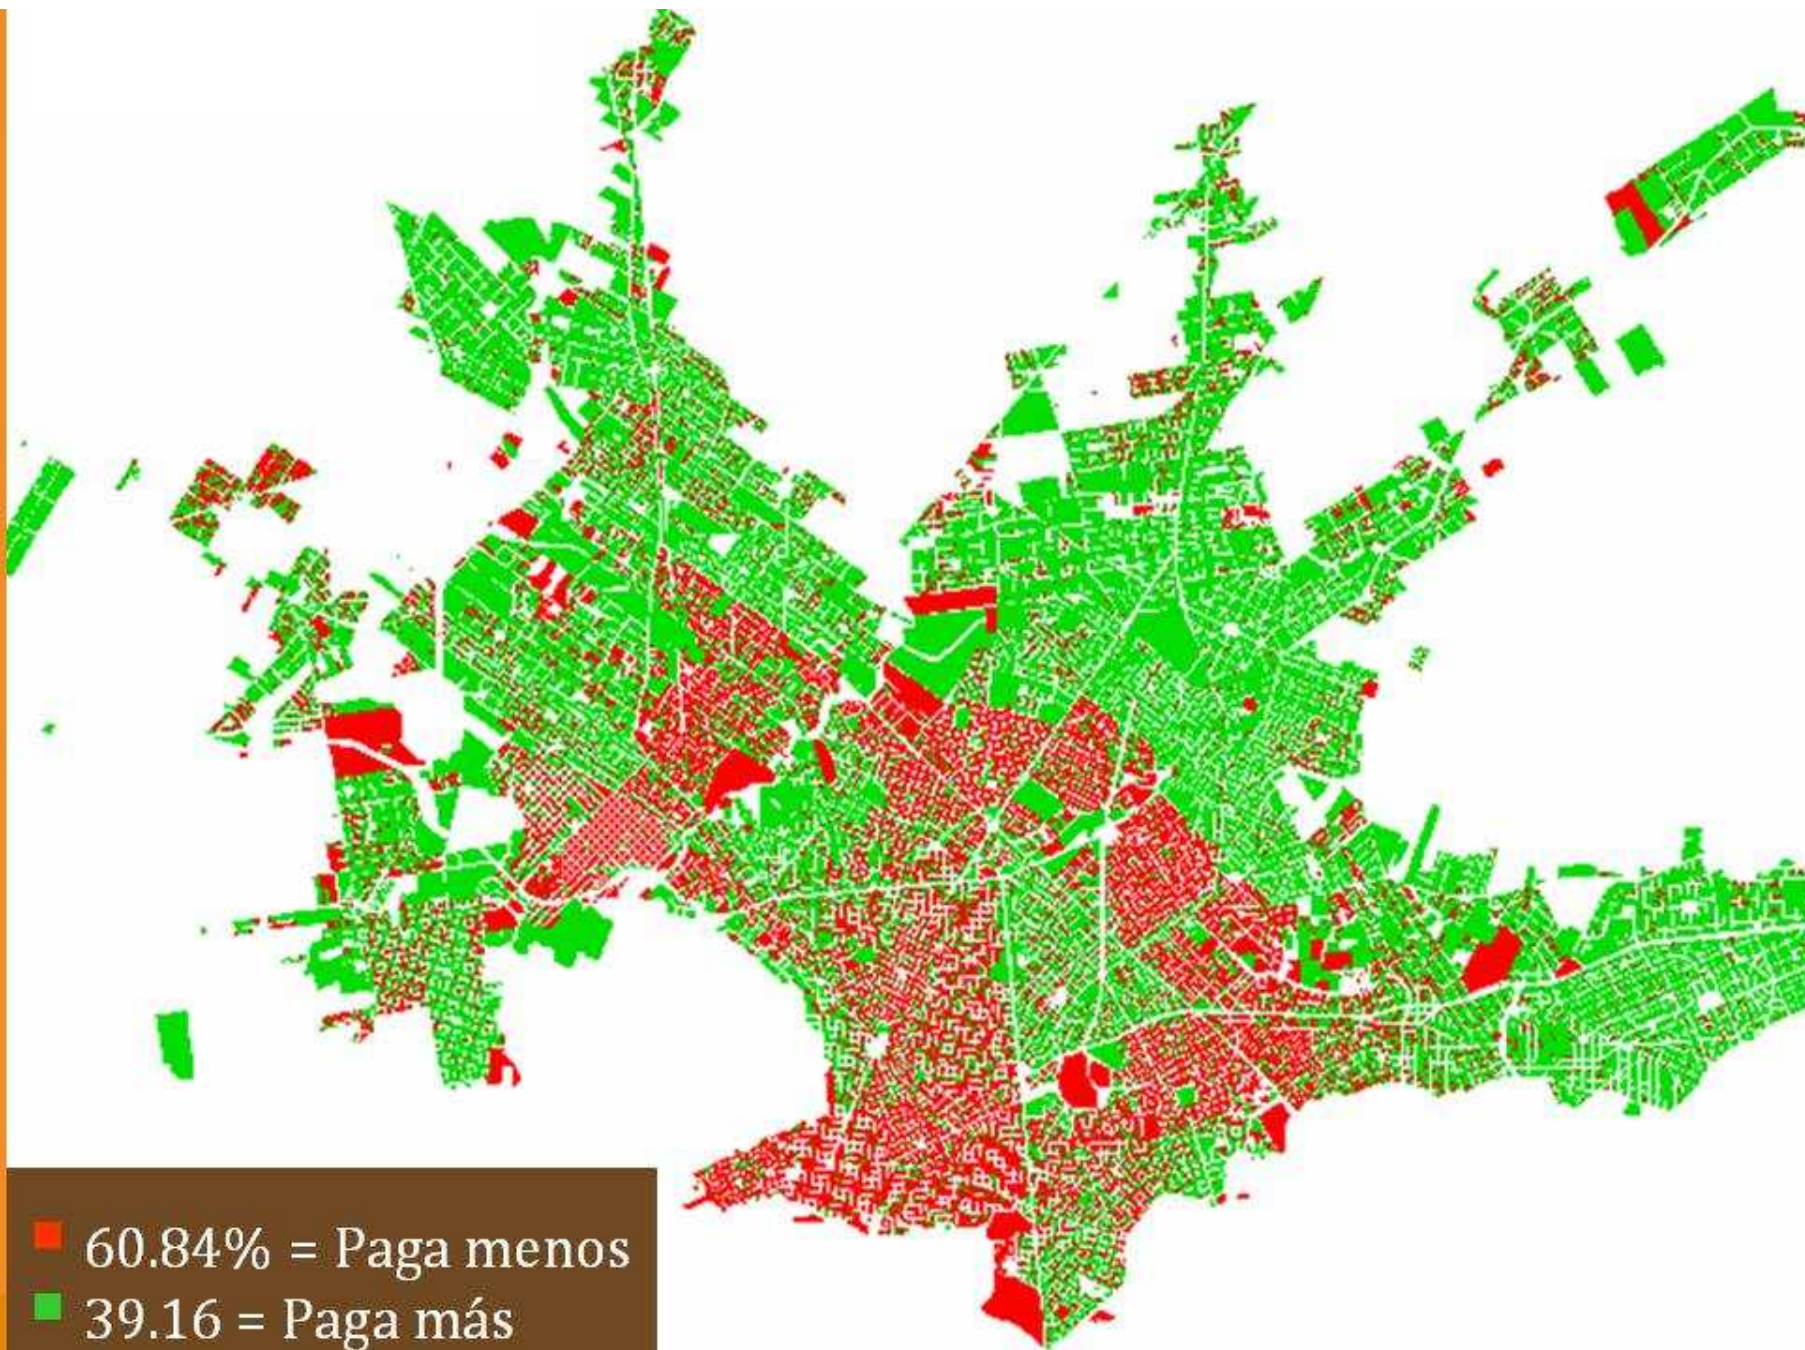 60.84% = Paga menos
39.16 = Paga más